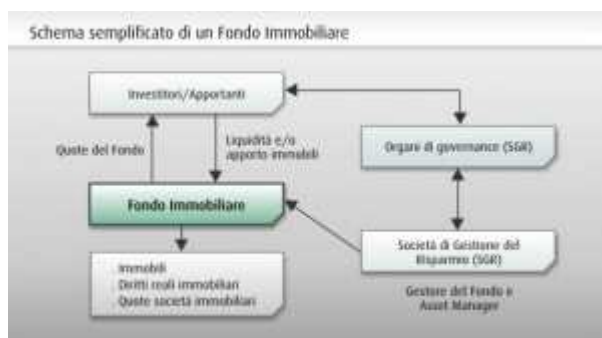 Schema semplificato di un Fondo Immobiliare
Investitori/Apportanti
Quote del Fondo
Liquidità e/o
apporto immobili
Organi di governance (SGR)
Fondo Immobiliare
Immobili
Diritti reali immobiliari
Quote società immobiliari
Società di Gestione del
Risparmio (SGR)
Gestore del Fondo e
Asset Manager